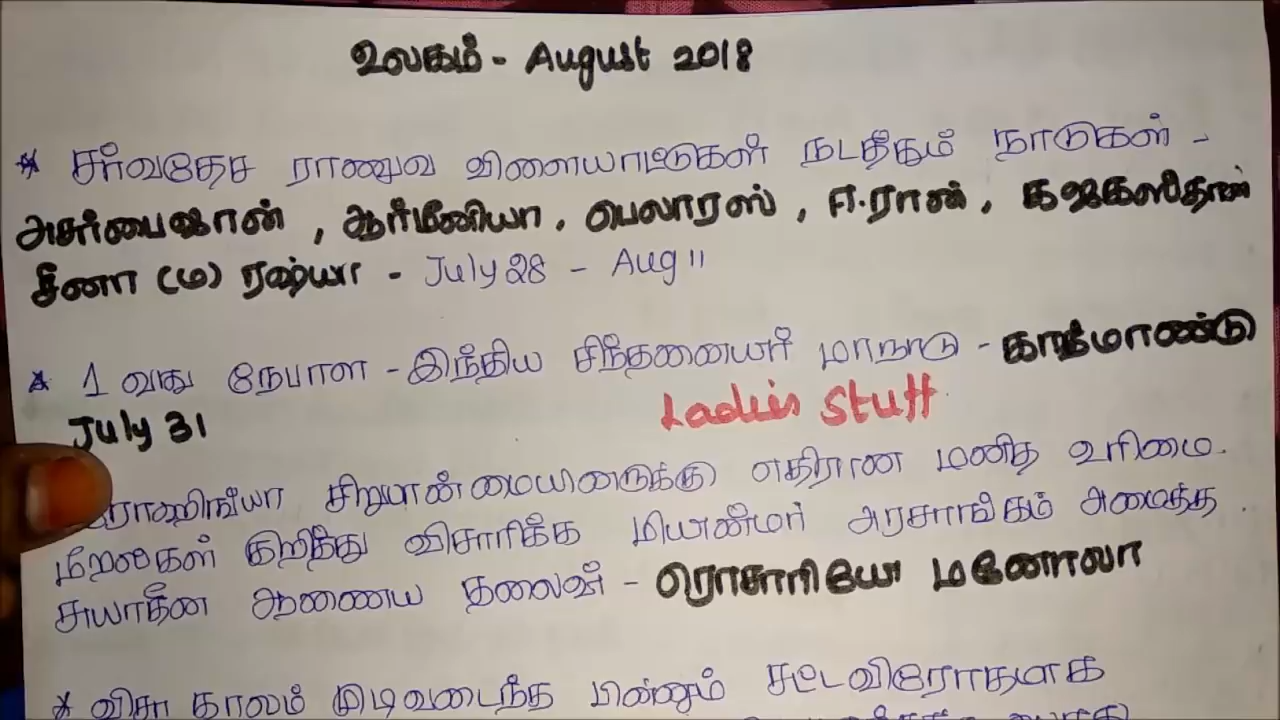 உலகம் - August 2018
* சர்வதேச ராணுவ விளையாட்டுகள் நடத்தும் நாடுகள் -
அசர்பைஜான் , ஆர்மீனியா , பெலாரஸ் , ஈ.ரான் , கஜகஸ்தான்
சீனா (ம) ரஷ்யா - July 28 - Aug 11
* 1 வது நேபாள - இந்திய சிந்தனையர் மாநாடு - காத்மாண்டு
July 31
Ladies Stuff
ரோஹிங்யா சிறுபான்மையினருக்கு எதிரான மனித உரிமை
மீறல்கள் குறித்து விசாரிக்க மியான்மர் அரசாங்கம் அமைத்த
சுயாதீன ஆணைய தலைவர் - ரொசாரியோ மனோலா
* விசா காலம் முடிவடைந்த பின்னும் சட்டவிரோதமாக